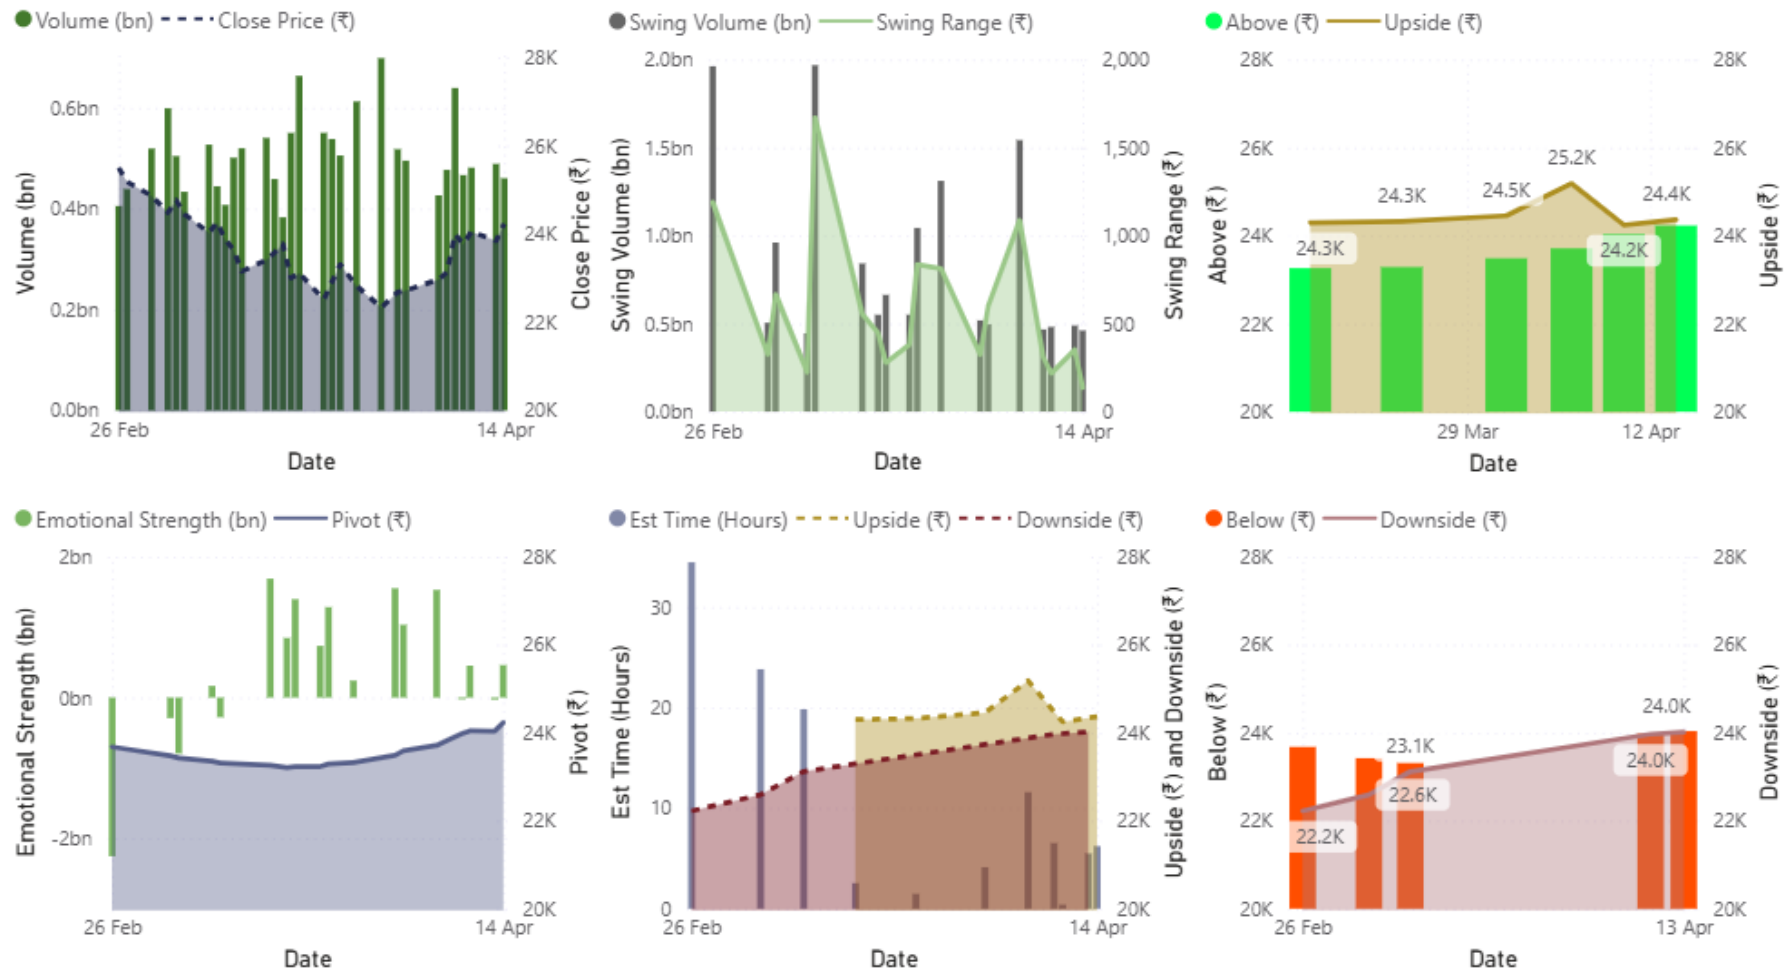 Volume (bn) Close Price (₹)
28K
0.6bn
26K
0.4bn
24K
0.2bn
22K
0.0bn
20K
26 Feb
14 Apr
Volume (bn)
Close Price (₹)
Date
Swing Volume (bn) Swing Range (₹)
2.0bn
2,000
1.5bn
1,500
1.0bn
1,000
0.5bn
500
0.0bn
0
26 Feb
14 Apr
Swing Volume (bn)
Swing Range (₹)
Date
Above (₹) Upside (₹)
28K
28K
26K
26K
24K
24K
22K
22K
20K
20K
24.3K
24.3K
24.5K
25.2K
24.2K
24.4K
29 Mar
12 Apr
Above (₹)
Upside (₹)
Date
Emotional Strength (bn) Pivot (₹)
2bn
28K
26K
0bn
24K
-2bn
22K
20K
26 Feb
14 Apr
Emotional Strength (bn)
Pivot (₹)
Date
Est Time (Hours) Upside (₹) Downside (₹)
28K
30
26K
20
24K
10
22K
0
20K
26 Feb
14 Apr
Est Time (Hours)
Upside (₹) and Downside (₹)
Date
Below (₹) Downside (₹)
28K
28K
26K
26K
24K
24K
22K
22K
20K
20K
22.2K
22.6K
23.1K
24.0K
24.0K
26 Feb
13 Apr
Below (₹)
Downside (₹)
Date